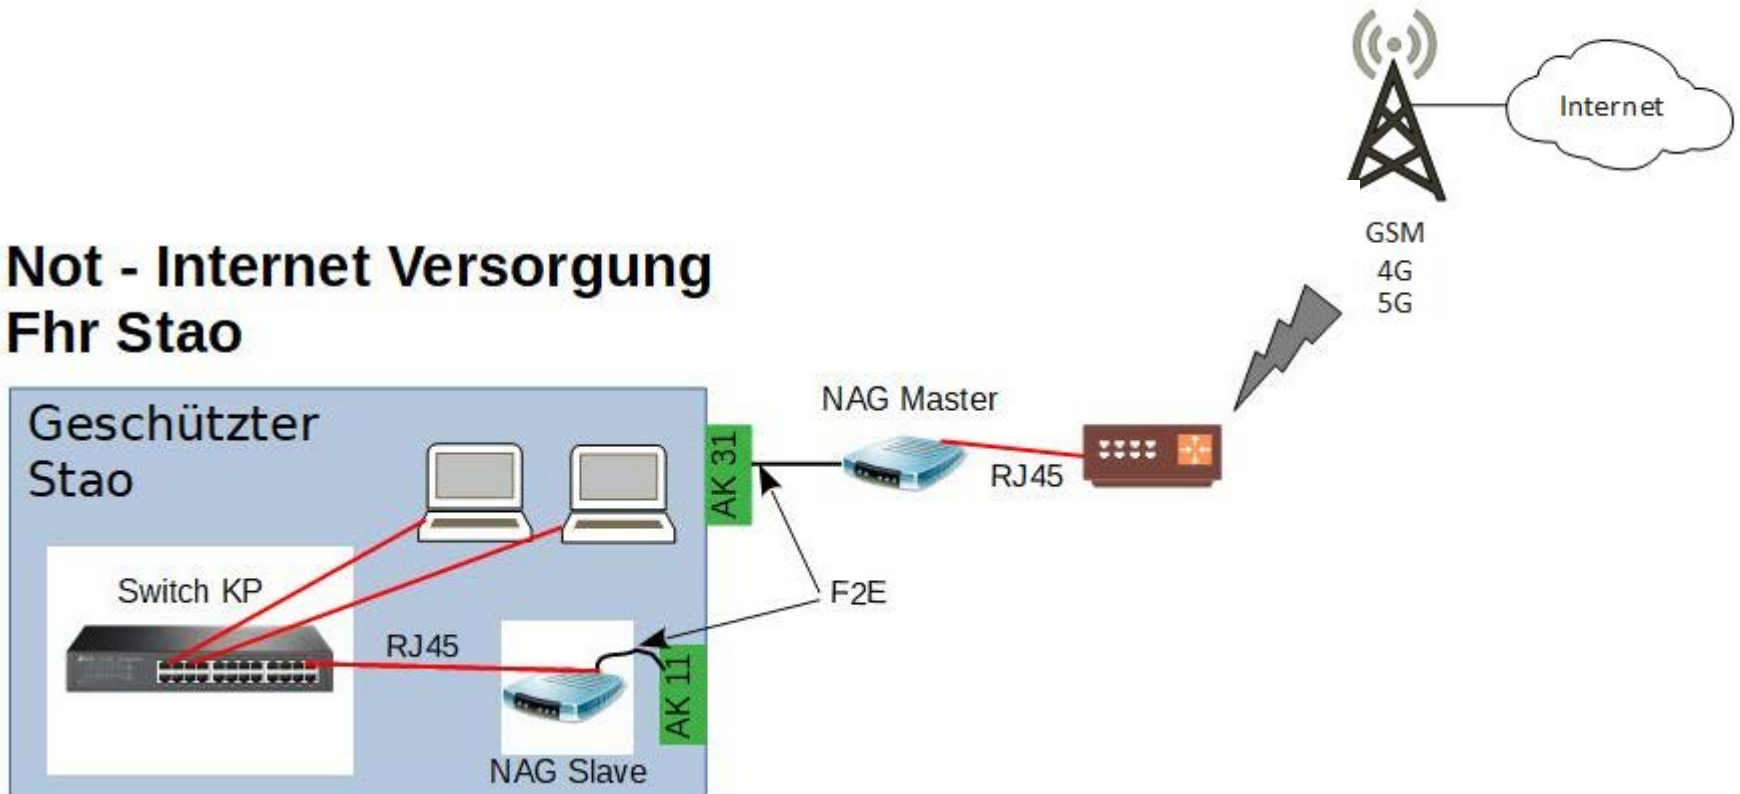 Internet
GSM
4G
5G
Not - Internet Versorgung
Fhr Stao
Geschützter
Stao
AK 31
NAG Master
RJ45
F2E
Switch KP
RJ45
AK 11
NAG Slave